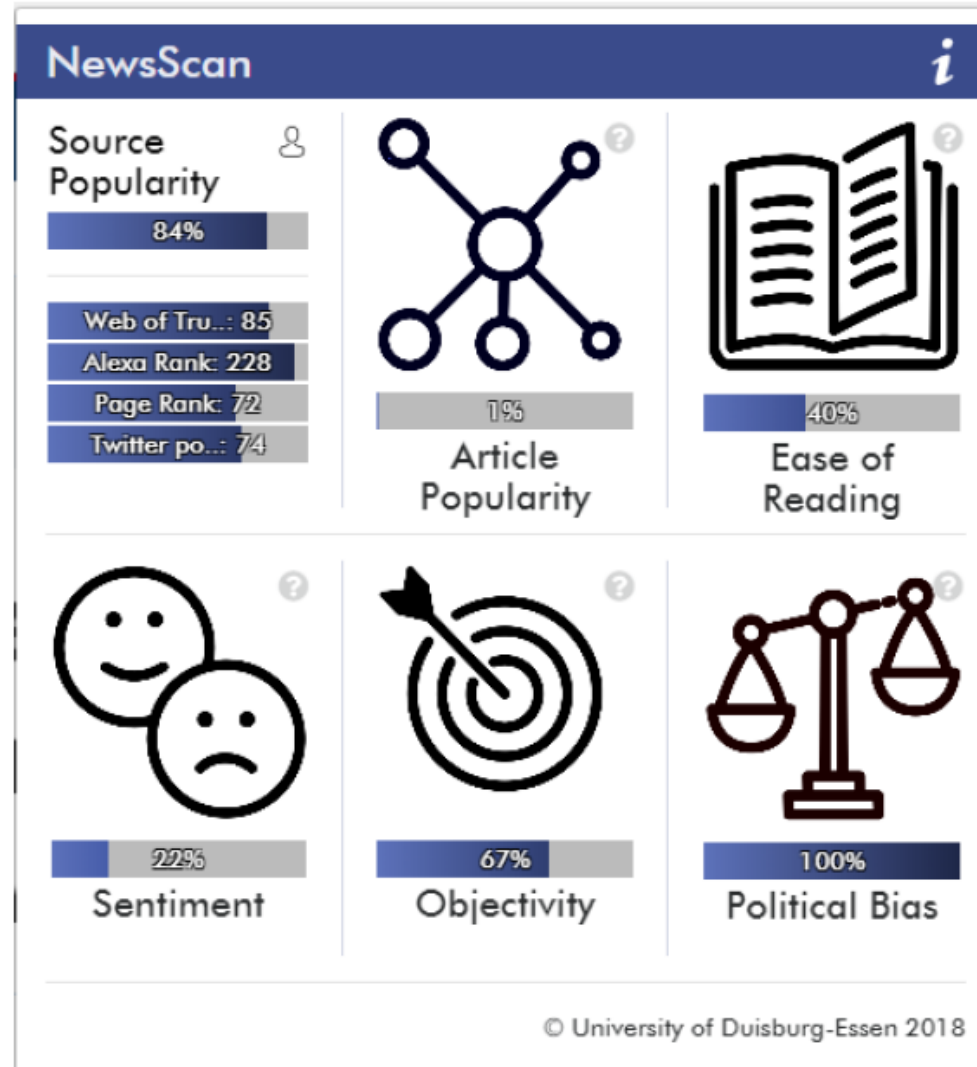 NewsScan
i
Source
Popularity
84%
Web of Tru..: 85
Alexa Rank: 228
Page Rank: 72
Twitter po..: 74
?
1%
Article
Popularity
?
40%
Ease of
Reading
?
22%
Sentiment
?
67%
Objectivity
?
100%
Political Bias
© University of Duisburg-Essen 2018